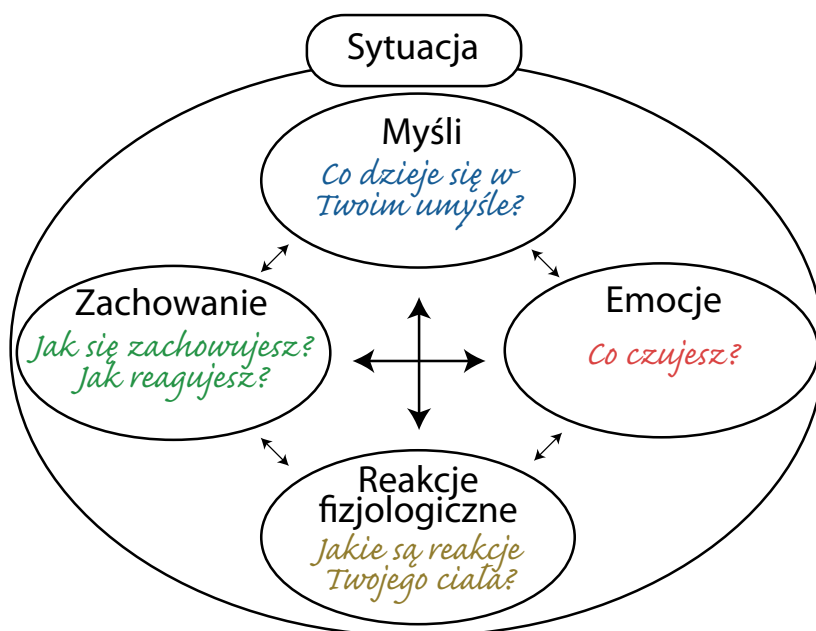 Sytuacja
Myśli
Co dzieje się w
Twoim umyśle?
Zachowanie
Jak się zachowujesz?
Jak reagujesz?
Emocje
Co czujesz?
Reakcje
fizjologiczne
Jakie są reakcje
Twojego ciała?